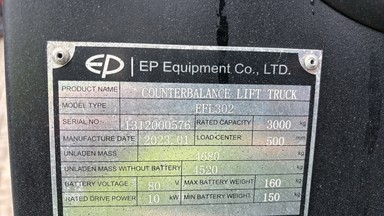 EP | EP Equipment Co., LTD.
PRODUCT NAME COUNTERBALANCE LIFT TRUCK
MODEL TYPE EFL302
SERIAL NO 1312000576 RATED CAPACITY 3000 kg
MANUFACTURE DATE 2023.01 LOAD-CENTER 500 mm
UNLADEN MASS 4680 kg
UNLADEN MASS WITHOUT BATTERY 4520 kg
BATTERY VOLTAGE 80 V MAX BATTERY WEIGHT 160 kg
RATED DRIVE POWER 10 kW MIN BATTERY WEIGHT 150 kg